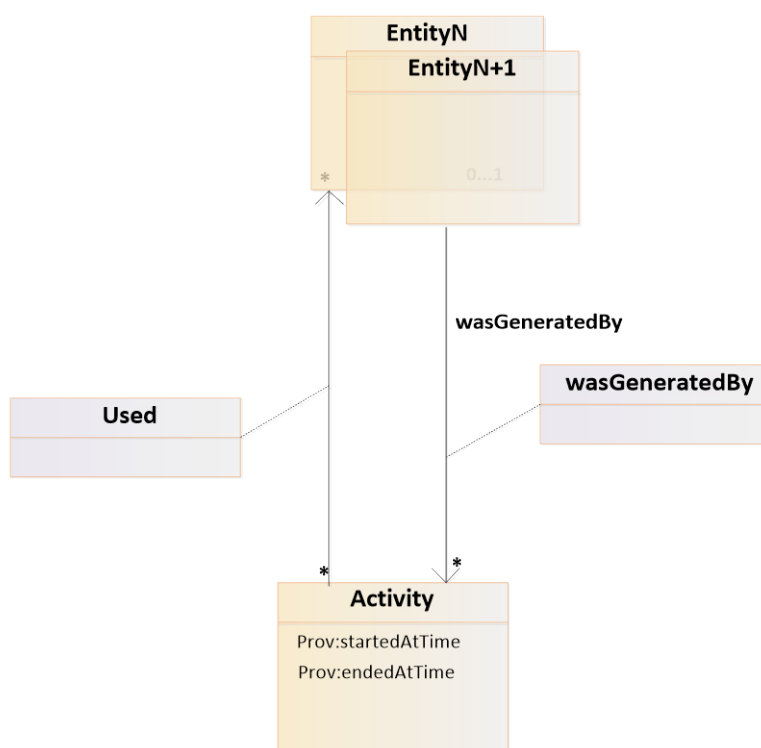 EntityN
EntityN+1
*
0...1
wasGeneratedBy
wasGeneratedBy
Used
*
*
Activity
Prov:startedAtTime
Prov:endedAtTime